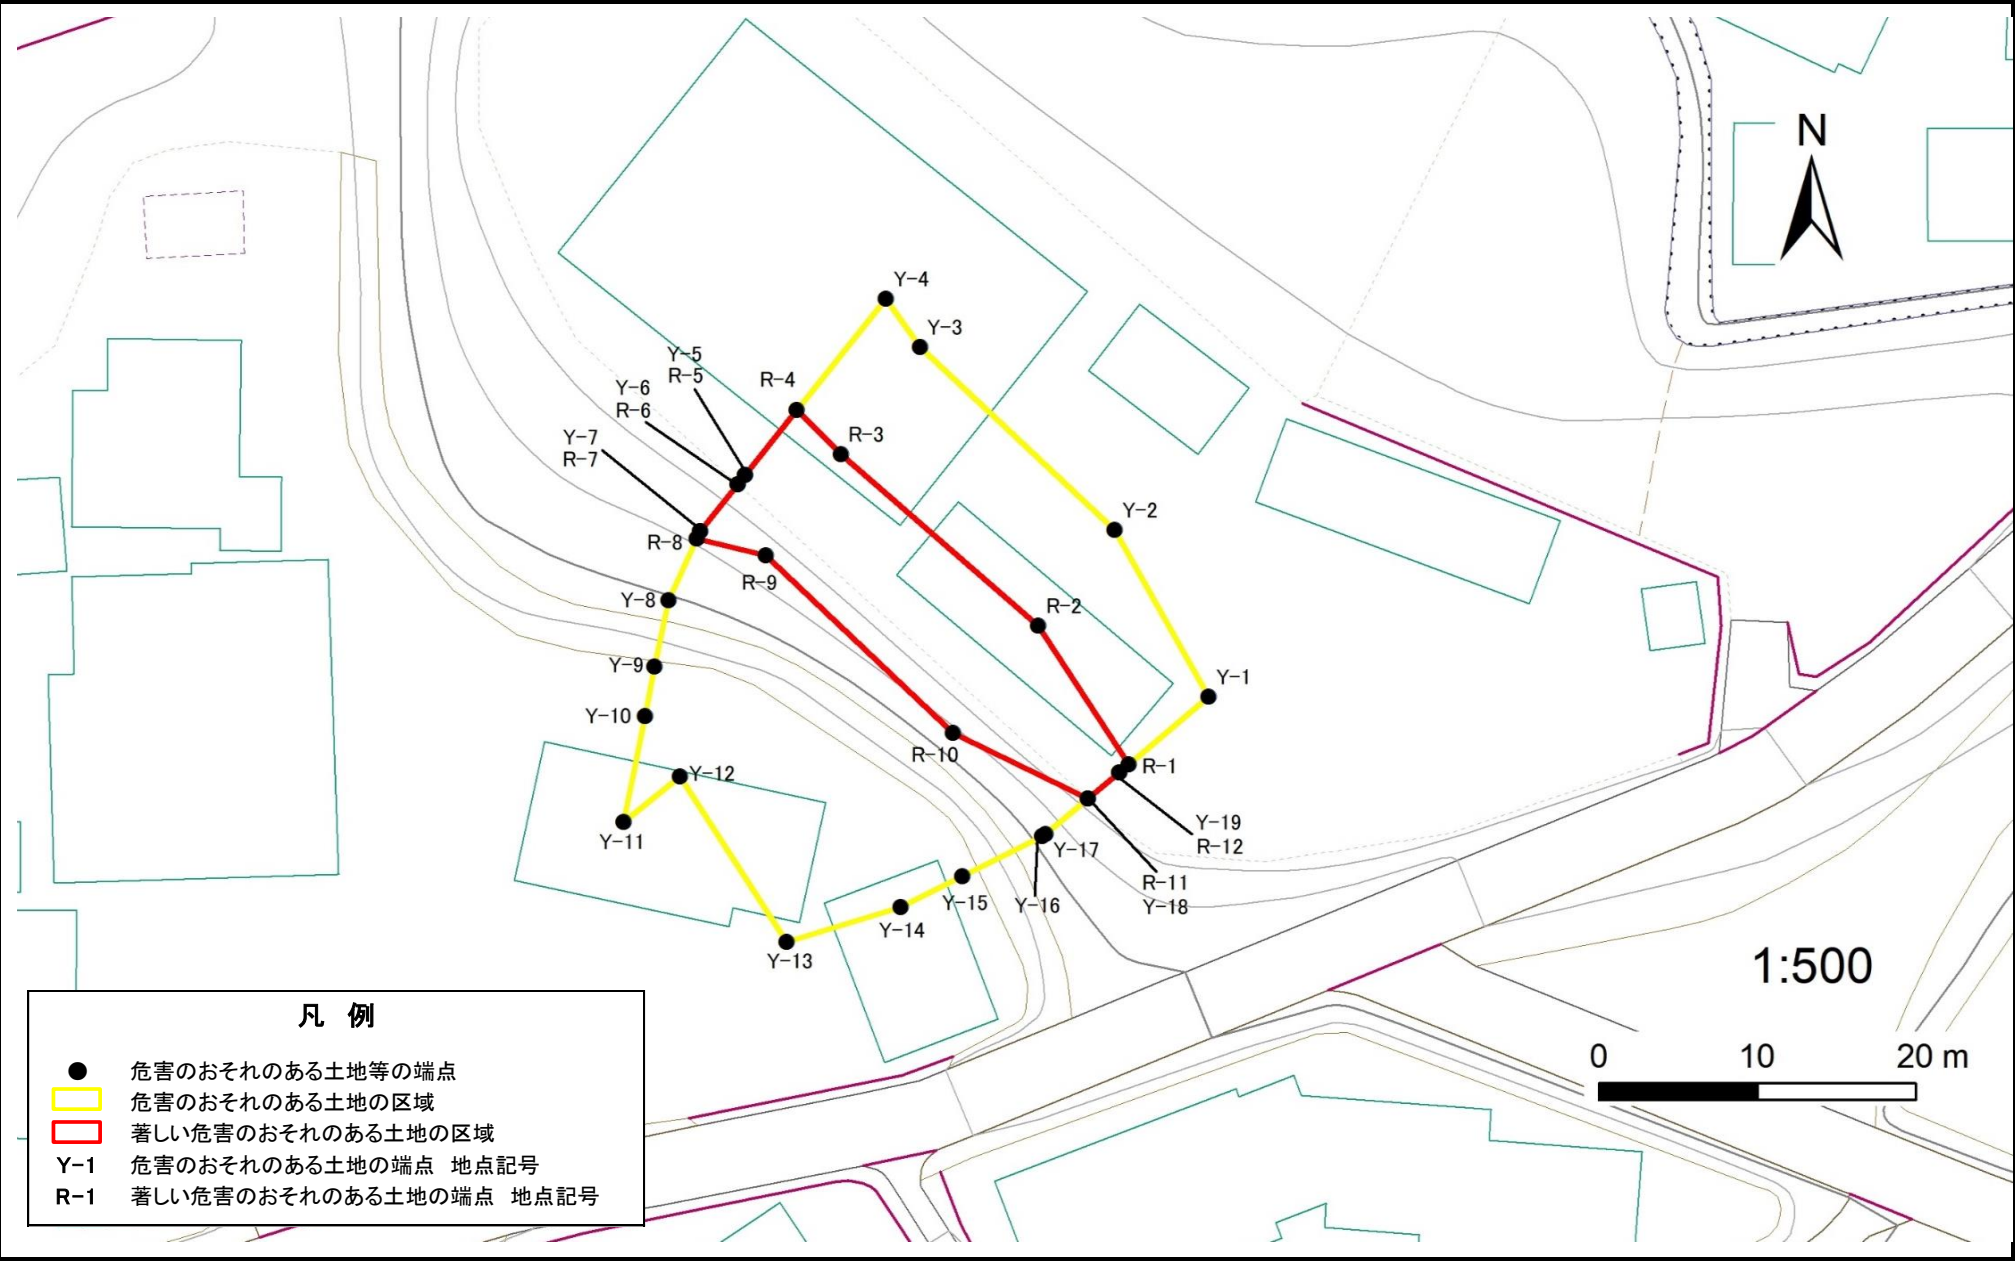 N
Y-4
Y-3
Y-5
R-5
R-4
Y-6
R-6
R-3
Y-7
R-7
Y-2
R-8
R-9
Y-8
R-2
Y-9
Y-1
Y-10
R-10
R-1
Y-12
Y-19
R-12
Y-11
Y-17
R-11
Y-18
Y-15
Y-16
Y-14
Y-13
1:500
0 10 20 m
凡 例
危害のおそれのある土地等の端点
危害のおそれのある土地の区域
著しい危害のおそれのある土地の区域
Y-1 危害のおそれのある土地の端点 地点記号
R-1 著しい危害のおそれのある土地の端点 地点記号